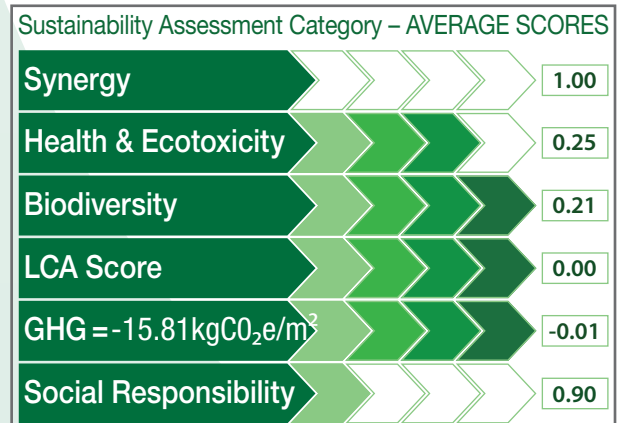 Sustainability Assessment Category – AVERAGE SCORES
Synergy 1.00
Health & Ecotoxicity 0.25
Biodiversity 0.21
LCA Score 0.00
GHG = -15.81kgC0₂e/m² -0.01
Social Responsibility 0.90